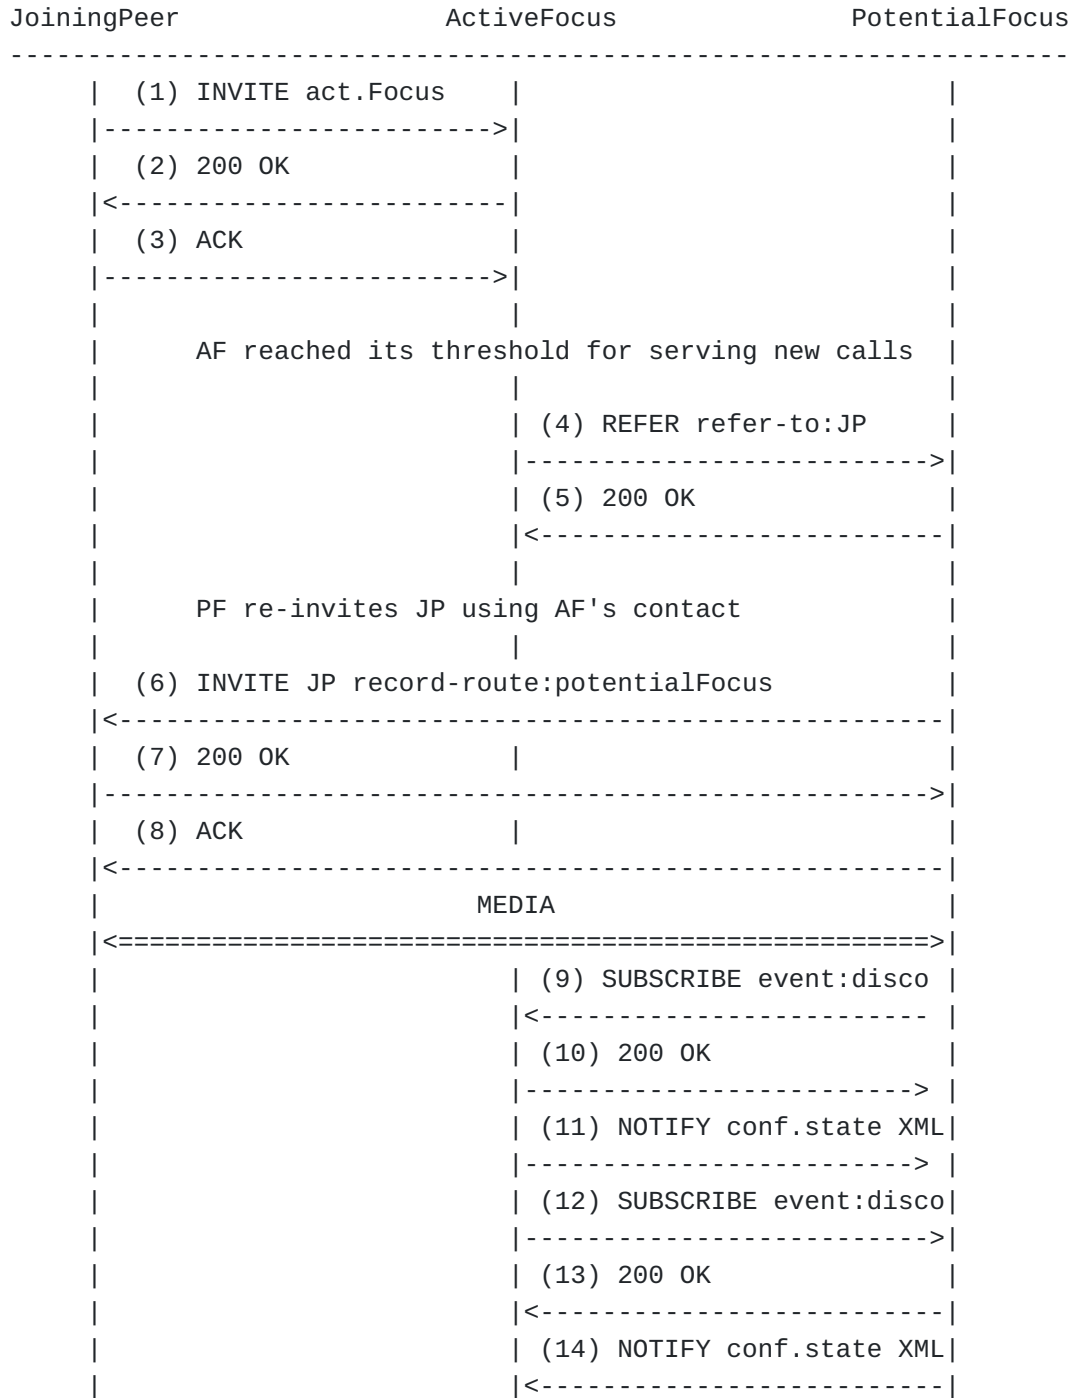 JoiningPeer                 ActiveFocus               PotentialFocus
--------------------------------------------------------------------
     |  (1) INVITE act.Focus    |                           |
     |------------------------->|                           |
     |  (2) 200 OK              |                           |
     |<-------------------------|                           |
     |  (3) ACK                 |                           |
     |------------------------->|                           |
     |                          |                           |
     |      AF reached its threshold for serving new calls  |
     |                          |                           |
     |                          | (4) REFER refer-to:JP     |
     |                          |-------------------------->|
     |                          | (5) 200 OK                |
     |                          |<--------------------------|
     |                          |                           |
     |      PF re-invites JP using AF's contact             |
     |                          |                           |
     |  (6) INVITE JP record-route:potentialFocus           |
     |<-----------------------------------------------------|
     |  (7) 200 OK              |                           |
     |----------------------------------------------------->|
     |  (8) ACK                 |                           |
     |<-----------------------------------------------------|
     |                        MEDIA                         |
     |<====================================================>|
     |                          | (9) SUBSCRIBE event:disco |
     |                          |<------------------------- |
     |                          | (10) 200 OK               |
     |                          |-------------------------> |
     |                          | (11) NOTIFY conf.state XML|
     |                          |-------------------------> |
     |                          | (12) SUBSCRIBE event:disco|
     |                          |-------------------------->|
     |                          | (13) 200 OK               |
     |                          |<--------------------------|
     |                          | (14) NOTIFY conf.state XML|
     |                          |<--------------------------|